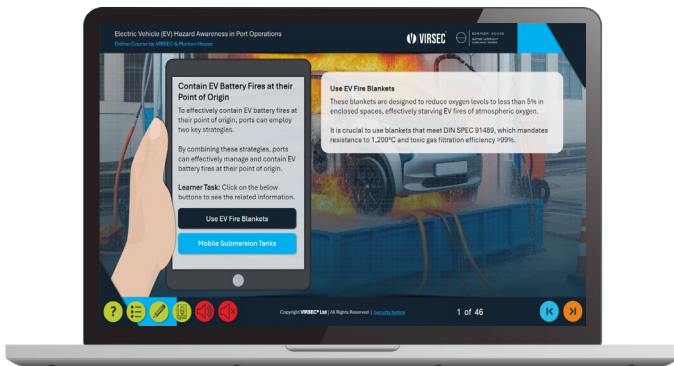 Electric Vehicle (EV) Hazard Awareness in Port Operations
Online Course by VIRSEC & Mariner House
VIRSEC
MARINER HOUSE
Contain EV Battery Fires at their
Point of Origin
To effectively contain EV battery fires at
their point of origin, ports can employ
two key strategies.
By combining these strategies, ports
can effectively manage and contain EV
battery fires at their point of origin.
Learner Task: Click on the below
buttons to see the related information.
Use EV Fire Blankets
Mobile Submersion Tanks
Use EV Fire Blankets
These blankets are designed to reduce oxygen levels to less than 5% in
enclosed spaces, effectively starving EV fires of atmospheric oxygen.
It is crucial to use blankets that meet DIN SPEC 91489, which mandates
resistance to 1,200°C and toxic gas filtration efficiency >99%.
?
Copyright VIRSEC® Ltd | All Rights Reserved | Security Notice
1 of 46